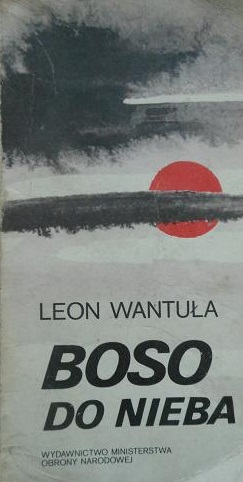 LEON WANTUŁA
BOSO
DO NIEBA
WYDAWNICTWO MINISTERSTWA
OBRONY NARODOWEJ